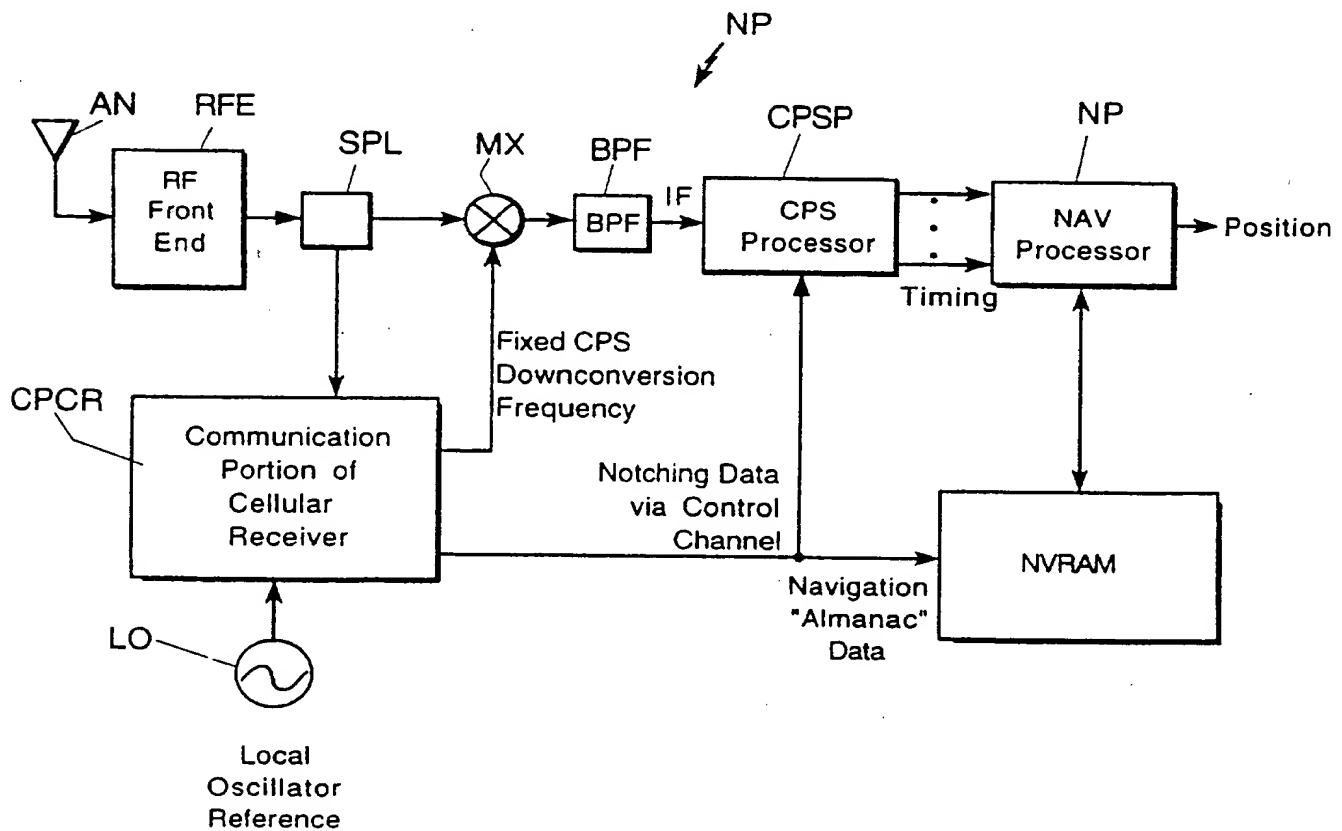 NP
AN
RFE
SPL
MX
BPF
CPSP
NP
RF
Front
End
BPF
IF
CPS
Processor
NAV
Processor
Position
Timing
Fixed CPS
Downconversion
Frequency
CPCR
Communication
Portion of
Cellular
Receiver
Notching Data
via Control
Channel
NVRAM
Navigation
"Almanac"
Data
LO
Local
Oscillator
Reference